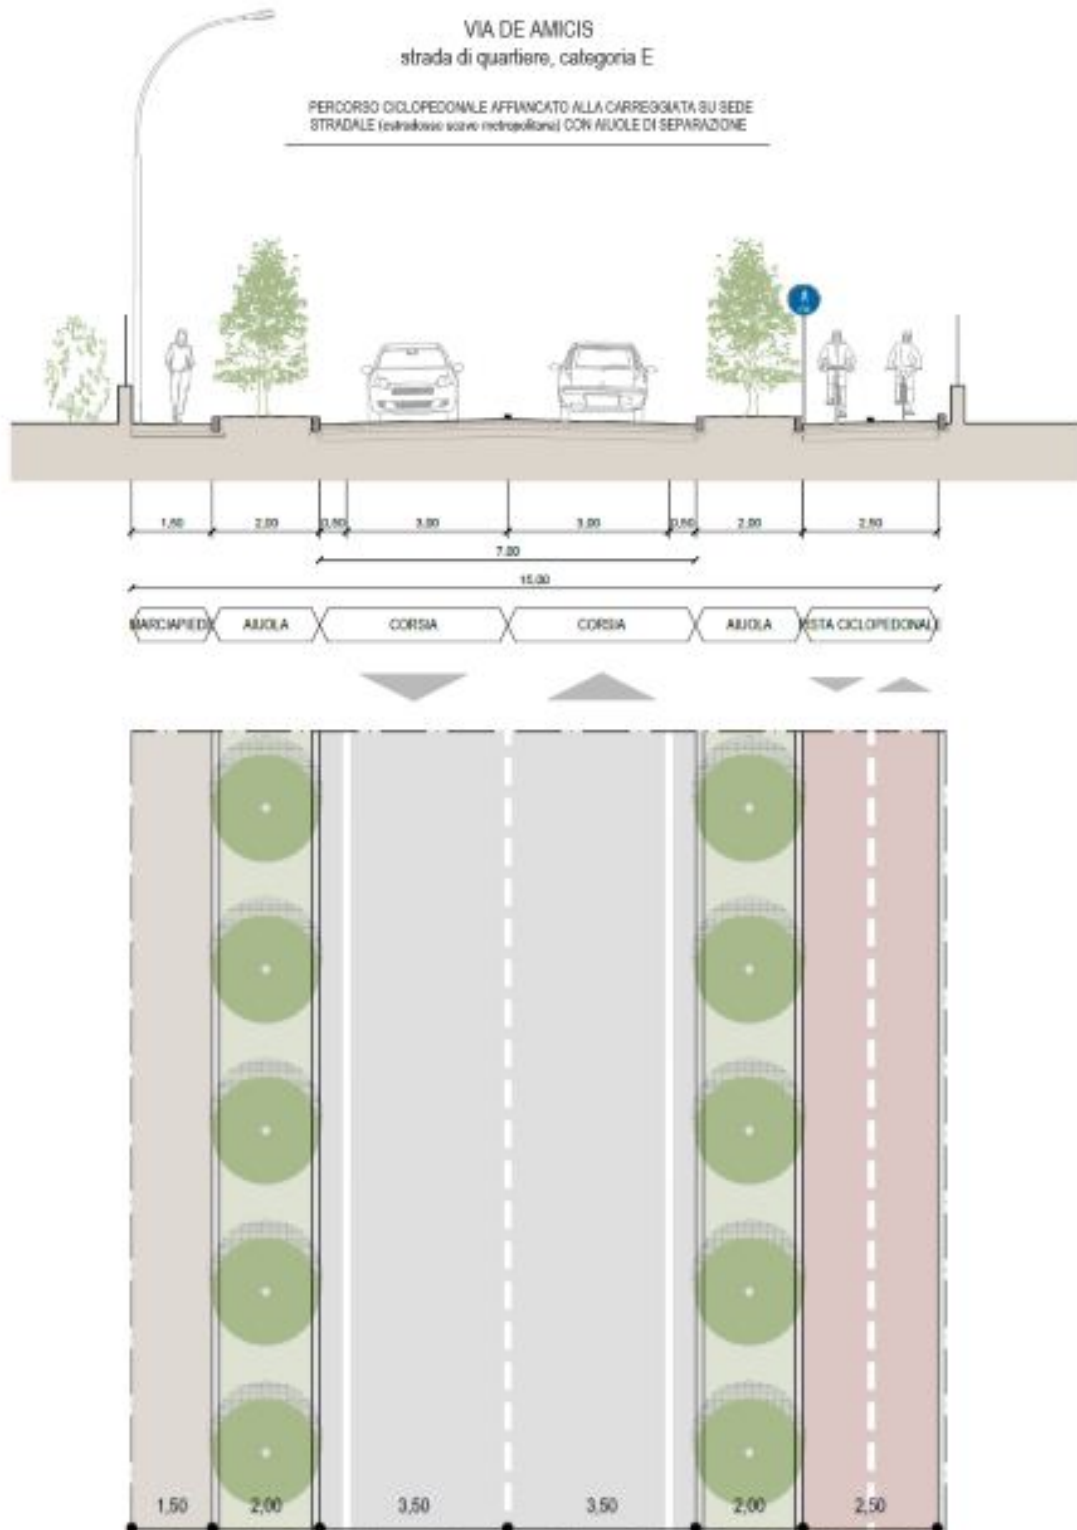 VIA DE AMICIS
strada di quartiere, categoria E
PERCORSO CICLOPEDONALE AFFIANCATO ALLA CARREGGIATA SU SEDE
STRADALE (estradosso scavo metropolitana) CON AIUOLE DI SEPARAZIONE
1,50 2,00 0,50 3,00 3,00 0,50 2,00 2,50
7,00
15,00
MARCIAPIEDE AIUOLA CORSIA CORSIA AIUOLA PISTA CICLOPEDONALE
1,50 2,00 3,50 3,50 2,00 2,50